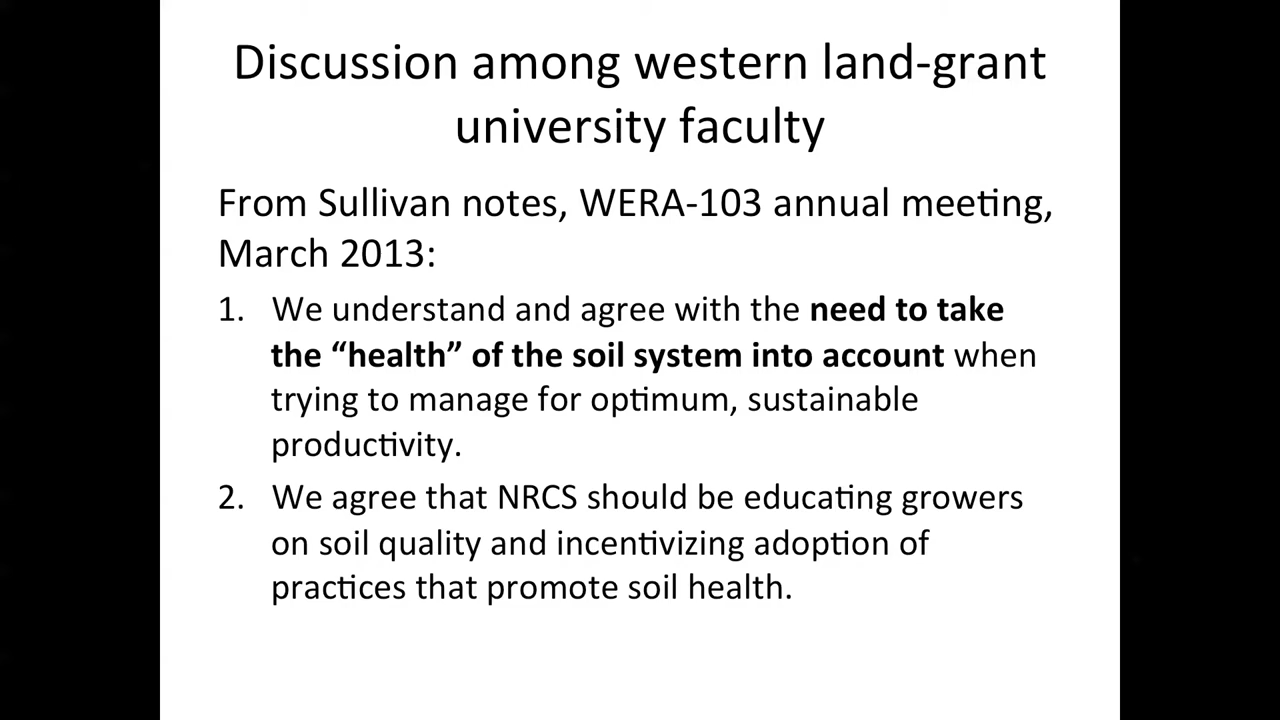 Discussion among western land-grant
university faculty
From Sullivan notes, WERA-103 annual meeting,
March 2013:
1. We understand and agree with the need to take
the “health” of the soil system into account when
trying to manage for optimum, sustainable
productivity.
2. We agree that NRCS should be educating growers
on soil quality and incentivizing adoption of
practices that promote soil health.